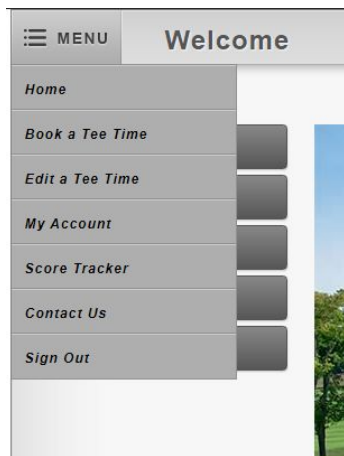 MENU
Welcome
Home
Book a Tee Time
Edit a Tee Time
My Account
Score Tracker
Contact Us
Sign Out